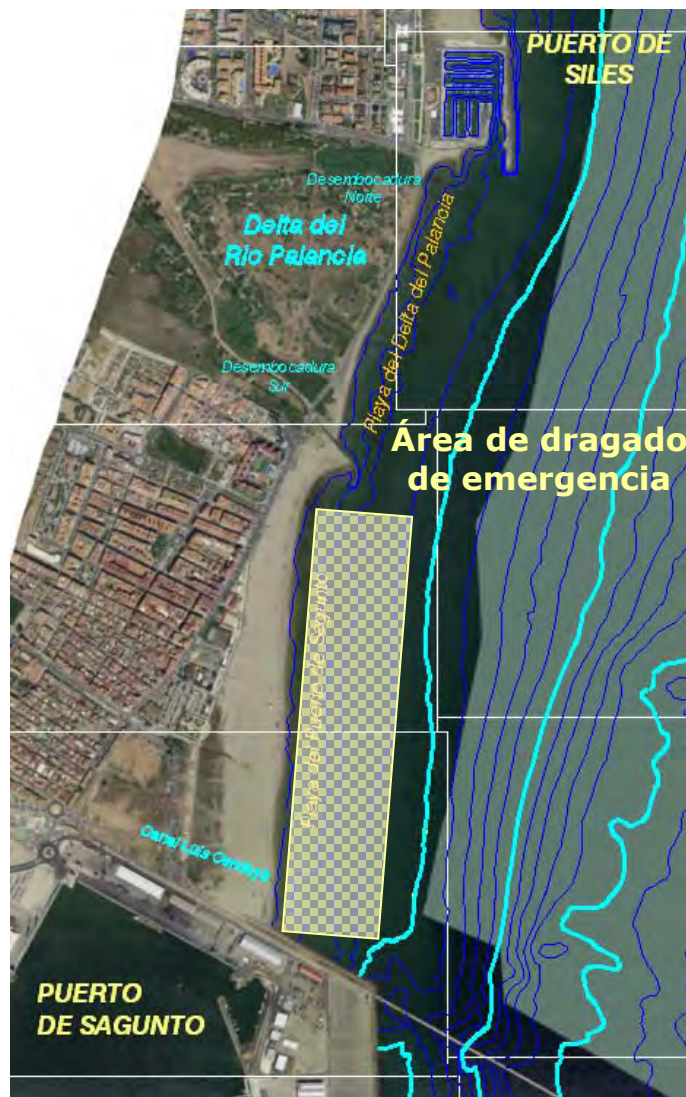 PUERTO DE
SILES
Desembocadura
Norte
Delta del
Rio Palancia
Playa del Delta del Palancia
Desembocadura
Sur
Área de dragado
de emergencia
Playa del Puerto de Sagunto
Canal Luis Cendoya
PUERTO
DE SAGUNTO